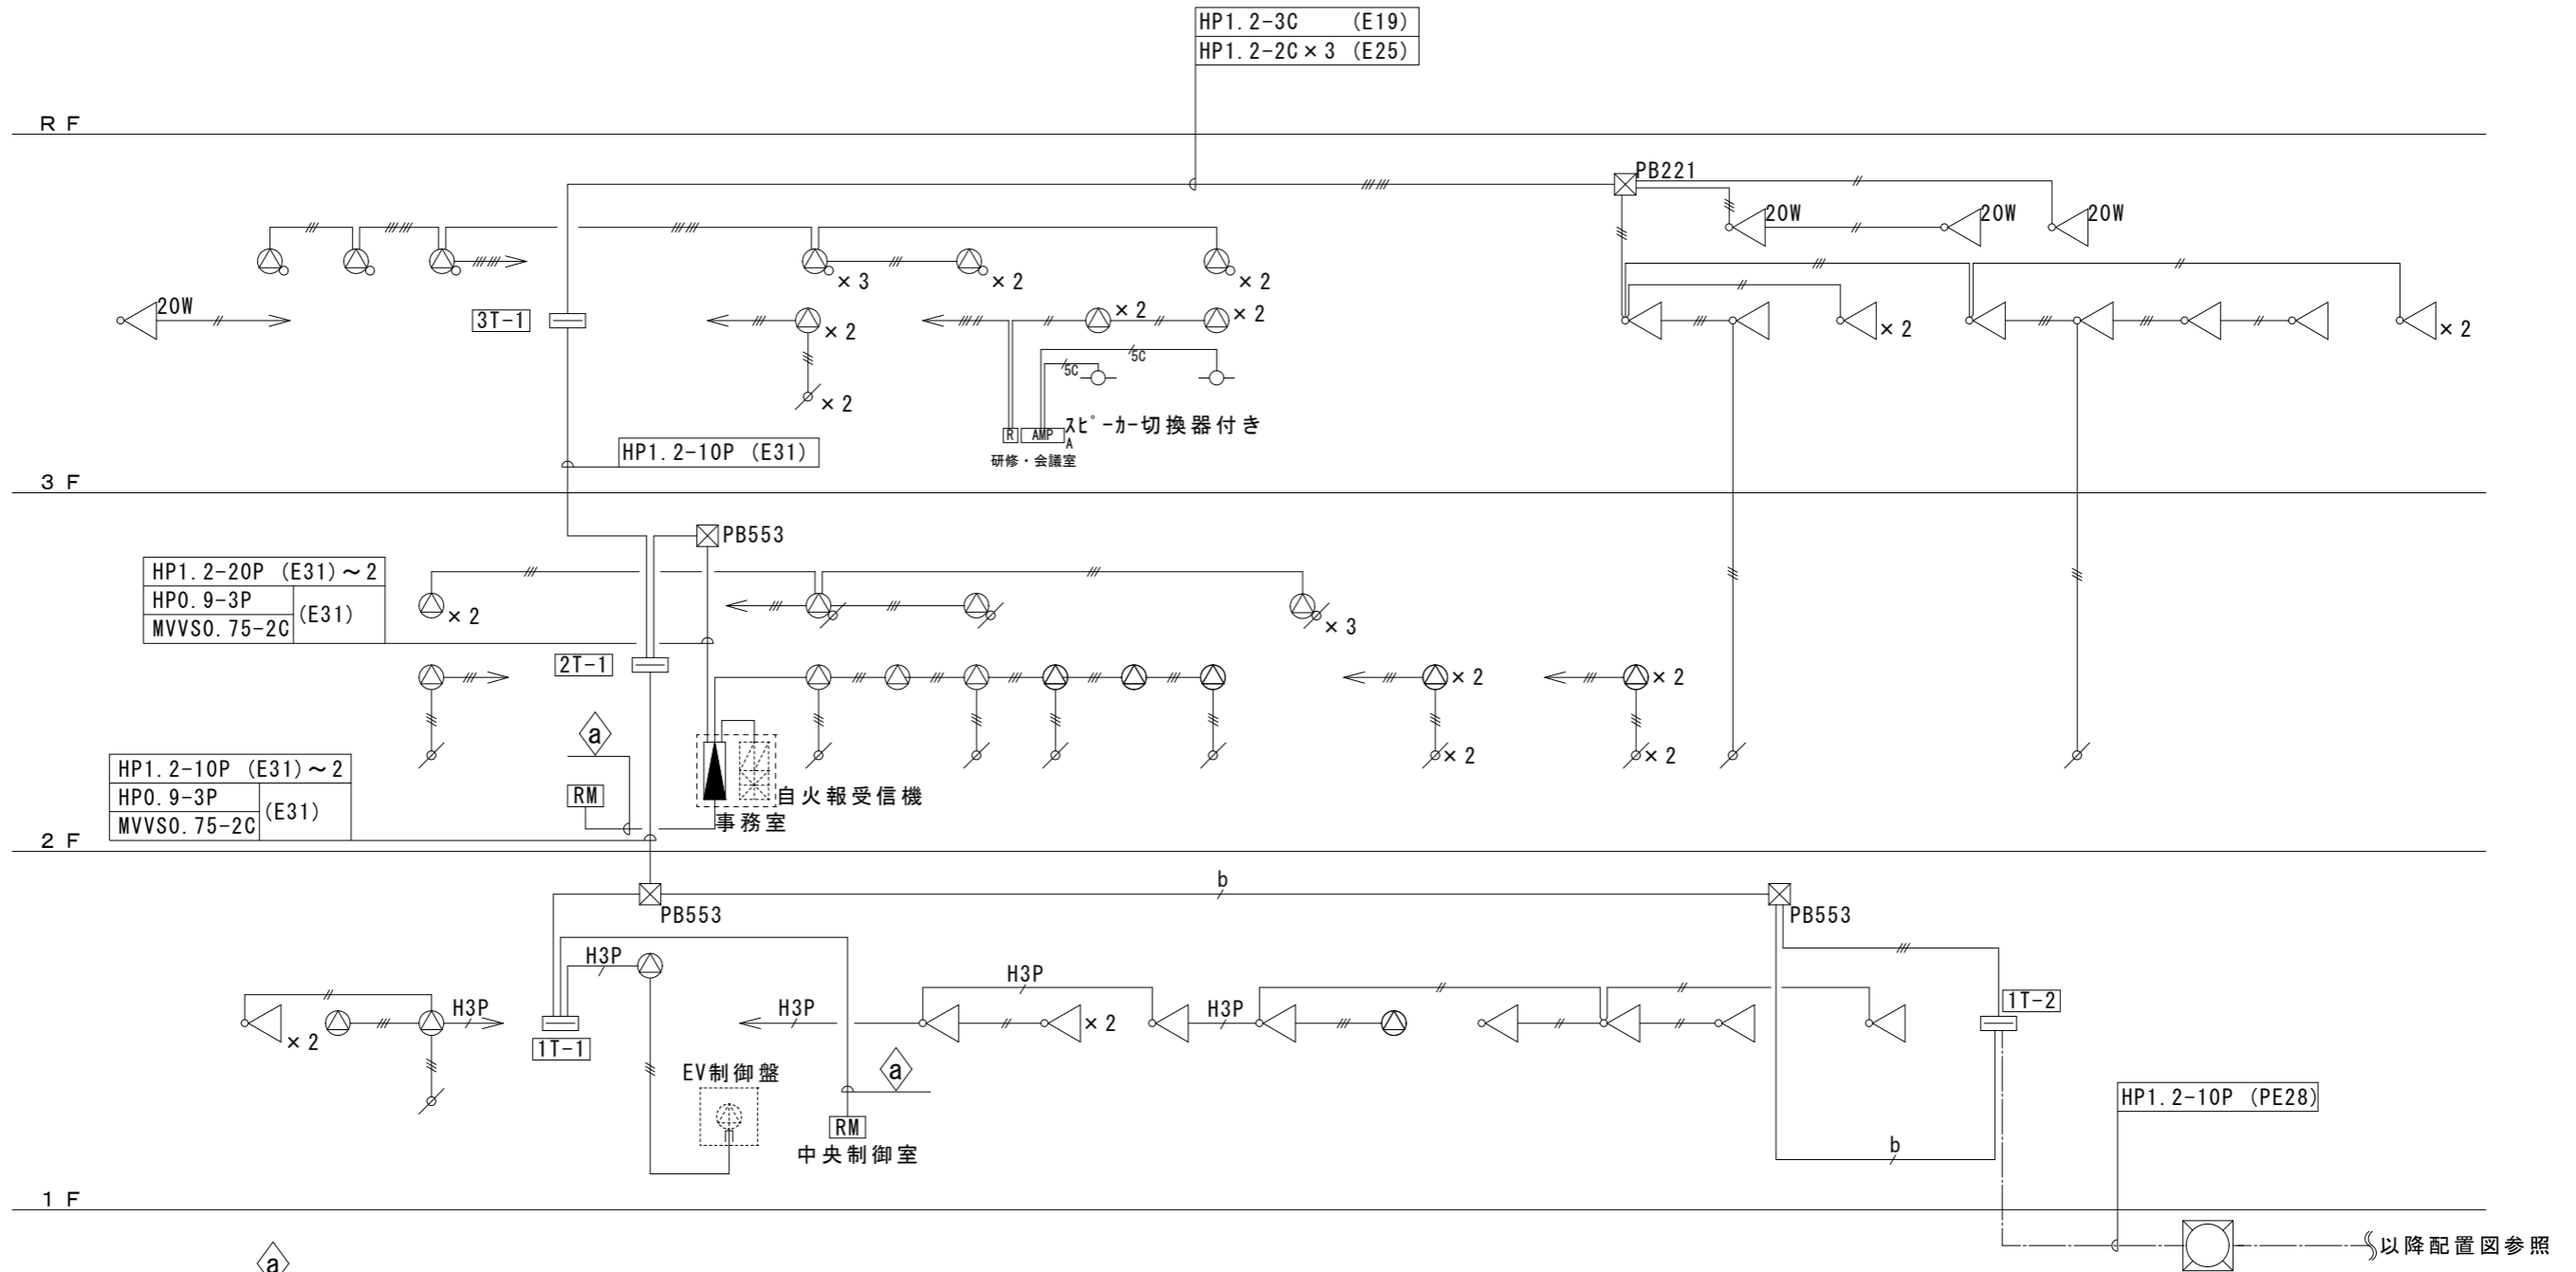 HP1.2-3C (E19)
HP1.2-2C×3 (E25)
RF
PB221
20W
20W
20W
×3
×2
×2
20W
3T-1
×2
×2
×2
×2
×2
5C
5C
×2
スピーカー切換器付き
R
AMP
A
研修・会議室
HP1.2-10P (E31)
3F
PB553
HP1.2-20P (E31)～2
HP0.9-3P
(E31)
MVVS0.75-2C
×2
×3
2T-1
×2
×2
a
×2
×2
HP1.2-10P (E31)～2
HP0.9-3P
(E31)
MVVS0.75-2C
RM
自火報受信機
事務室
2F
b
PB553
PB553
H3P
H3P
H3P
1T-2
H3P
H3P
×2
×2
1T-1
EV制御盤
a
HP1.2-10P (PE28)
RM
中央制御室
b
1F
以降配置図参照
a